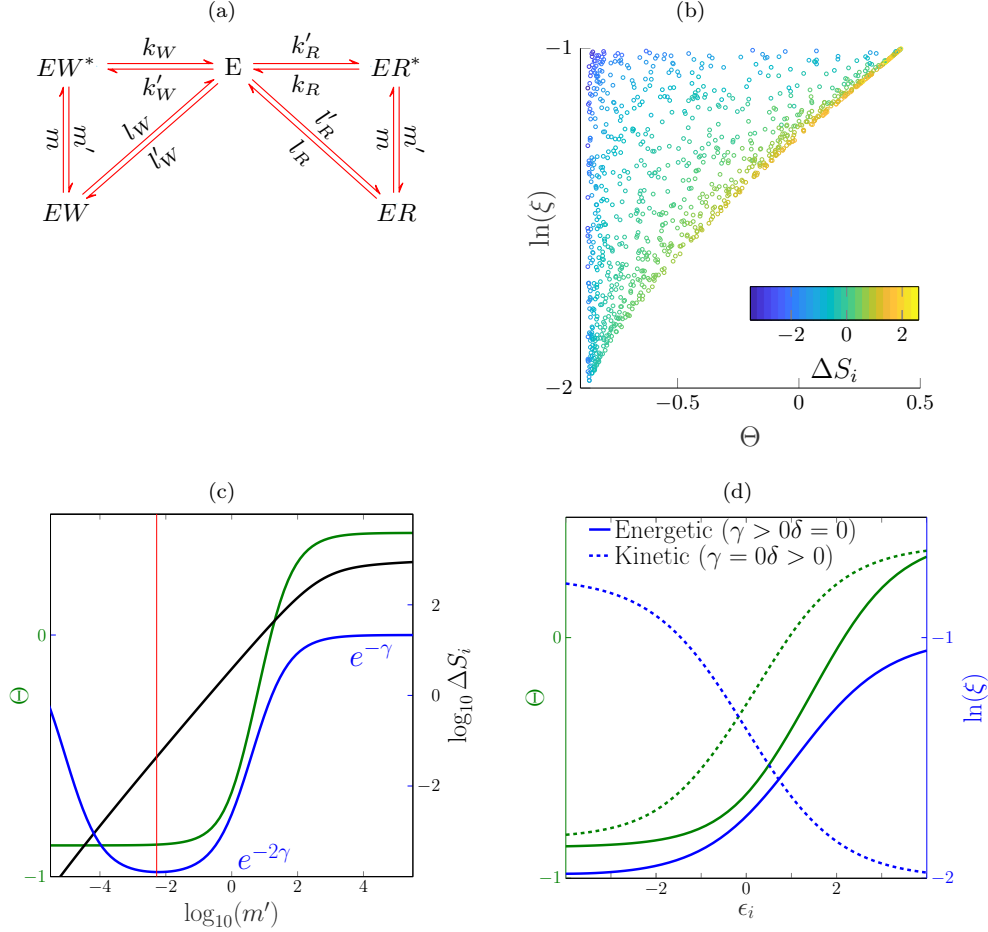 (a)
k_W
k'_R
EW*
E
ER*
k'_W
k_R
m
m'
l_W
l'_W
l'_R
l_R
m
m'
EW
ER
(b)
−1
ln(ξ)
−2
−2 0 2
ΔS_i
−0.5 0 0.5
Θ
(c)
0
Θ
−1
2
0
−2
log₁₀ ΔS_i
e^{−γ}
e^{−2γ}
−4 −2 0 2 4
log₁₀(m′)
(d)
Energetic (γ > 0δ = 0)
Kinetic (γ = 0δ > 0)
0
Θ
−1
−1
ln(ξ)
−2
−2 0 2
ϵ_i